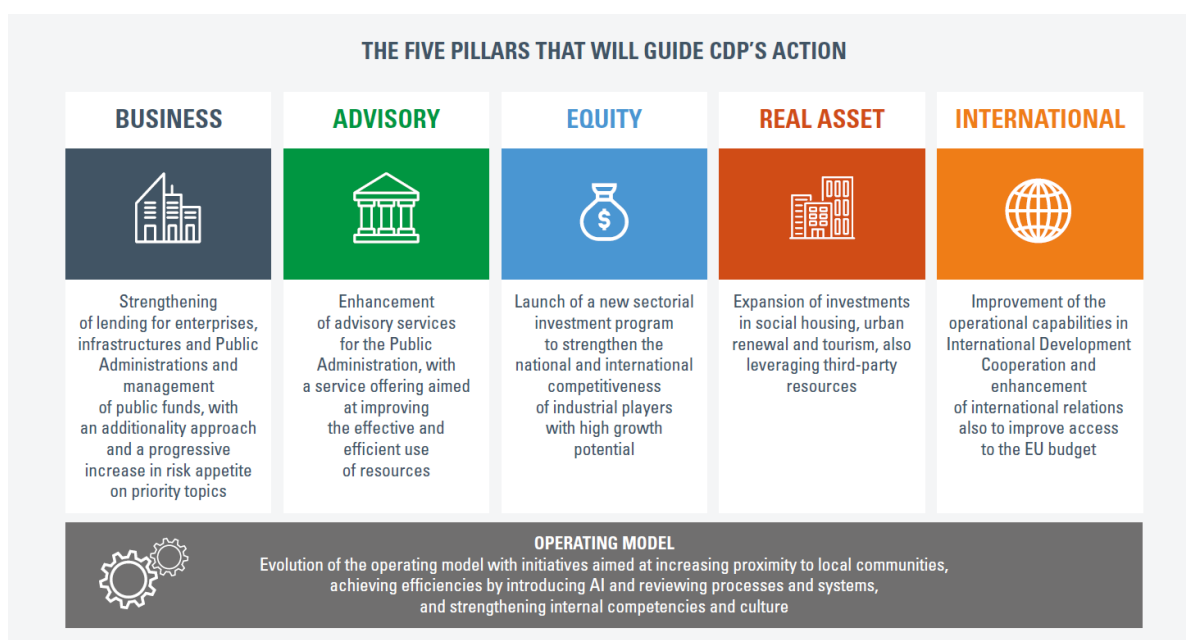 THE FIVE PILLARS THAT WILL GUIDE CDP'S ACTION
BUSINESS
Strengthening
of lending for enterprises,
infrastructures and Public
Administrations and
management
of public funds, with
an additionality approach
and a progressive
increase in risk appetite
on priority topics
ADVISORY
Enhancement
of advisory services
for the Public
Administration, with
a service offering aimed
at improving
the effective and
efficient use
of resources
EQUITY
$
Launch of a new sectorial
investment program
to strengthen the
national and international
competitiveness
of industrial players
with high growth
potential
REAL ASSET
Expansion of investments
in social housing, urban
renewal and tourism, also
leveraging third-party
resources
INTERNATIONAL
Improvement of the
operational capabilities in
International Development
Cooperation and
enhancement
of international relations
also to improve access
to the EU budget
OPERATING MODEL
Evolution of the operating model with initiatives aimed at increasing proximity to local communities,
achieving efficiencies by introducing AI and reviewing processes and systems,
and strengthening internal competencies and culture